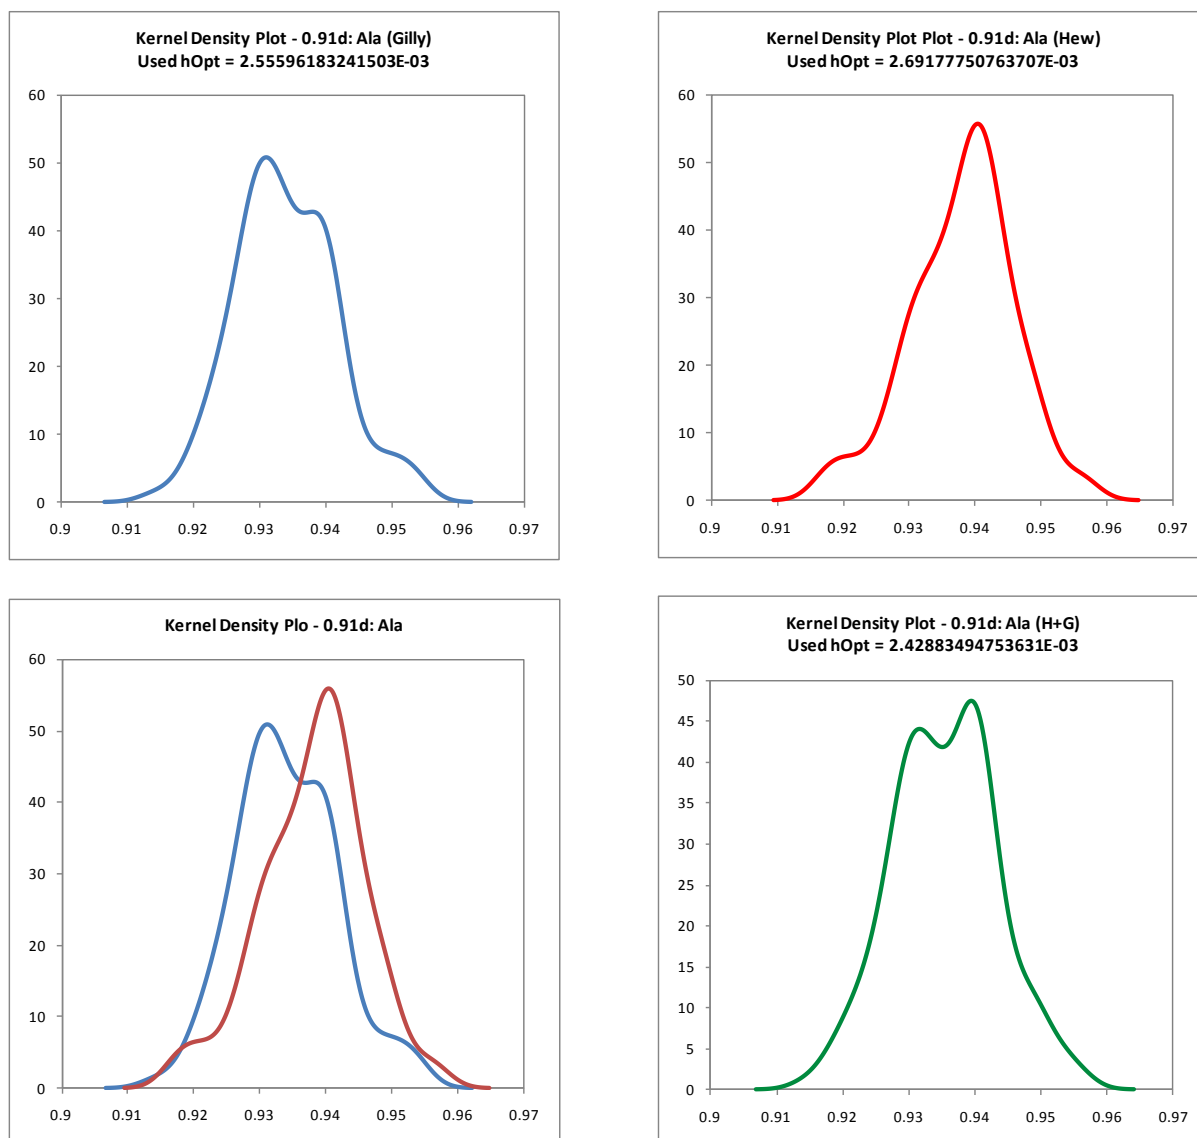 Kernel Density Plot - 0.91d: Ala (Gilly)
Used hOpt = 2.55596183241503E-03
60
50
40
30
20
10
0
0.9 0.91 0.92 0.93 0.94 0.95 0.96 0.97
Kernel Density Plot Plot - 0.91d: Ala (Hew)
Used hOpt = 2.69177750763707E-03
60
50
40
30
20
10
0
0.9 0.91 0.92 0.93 0.94 0.95 0.96 0.97
Kernel Density Plo - 0.91d: Ala
60
50
40
30
20
10
0
0.9 0.91 0.92 0.93 0.94 0.95 0.96 0.97
Kernel Density Plot - 0.91d: Ala (H+G)
Used hOpt = 2.42883494753631E-03
50
45
40
35
30
25
20
15
10
5
0
0.9 0.91 0.92 0.93 0.94 0.95 0.96 0.97